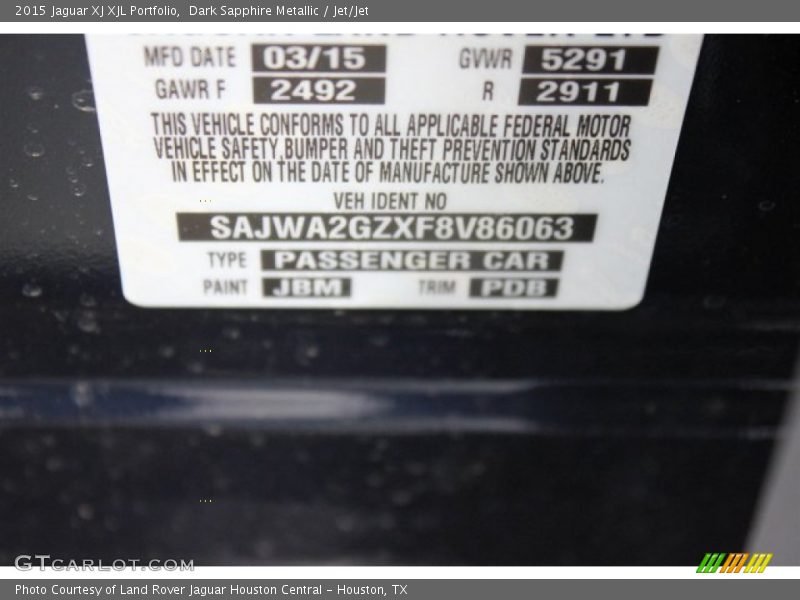 2015 Jaguar XJ XJL Portfolio, Dark Sapphire Metallic / Jet/Jet
MFD DATE 03/15 GVWR 5291
GAWR F 2492 R 2911
THIS VEHICLE CONFORMS TO ALL APPLICABLE FEDERAL MOTOR
VEHICLE SAFETY,BUMPER AND THEFT PREVENTION STANDARDS
IN EFFECT ON THE DATE OF MANUFACTURE SHOWN ABOVE.
VEH IDENT NO
SAJWA2GZXF8V86063
TYPE PASSENGER CAR
PAINT JBM TRIM PDB
GTCARLOT.COM
Photo Courtesy of Land Rover Jaguar Houston Central - Houston, TX